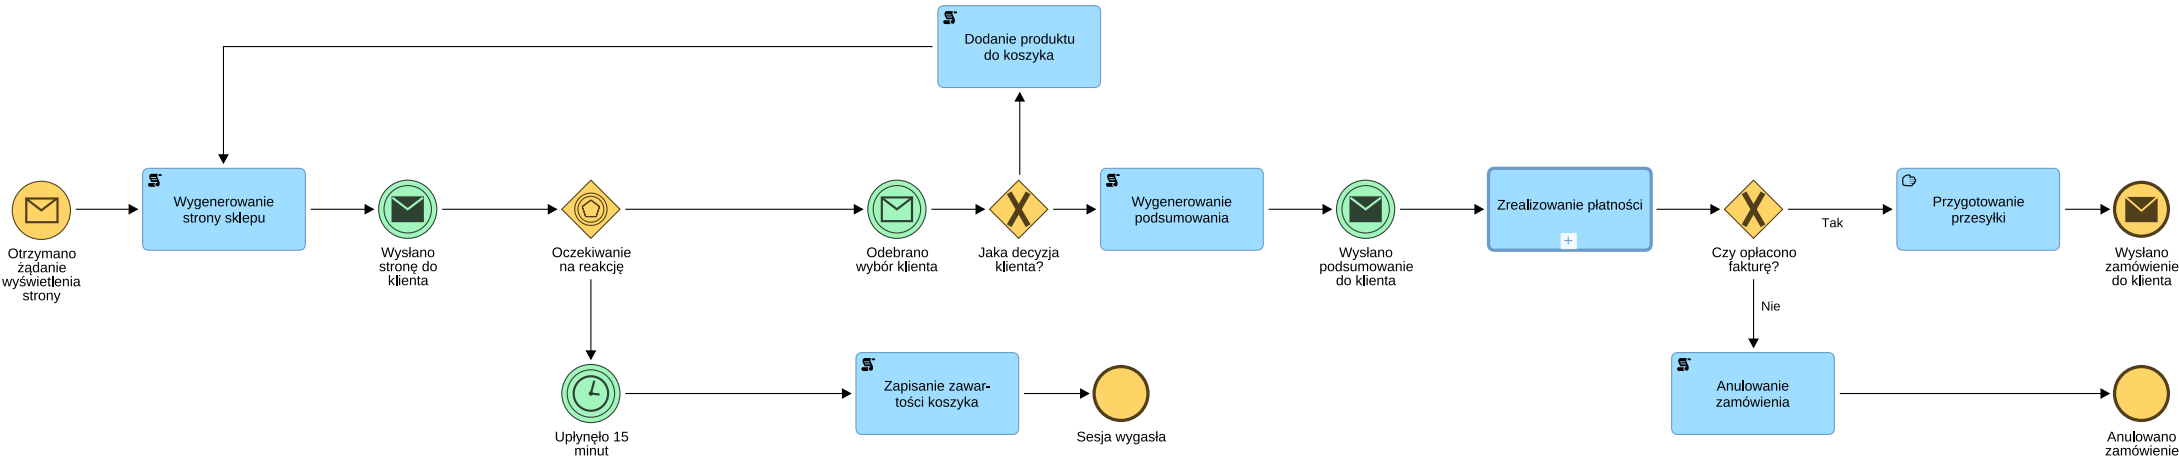 Dodanie produktu
do koszyka
Wygenerowanie
strony sklepu
Wygenerowanie
podsumowania
Zrealizowanie płatności
+
Przygotowanie
przesyłki
Tak
Otrzymano
żądanie
wyświetlenia
strony
Wysłano
stronę do
klienta
Oczekiwanie
na reakcję
Odebrano
wybór klienta
Jaka decyzja
klienta?
Wysłano
podsumowanie
do klienta
Czy opłacono
fakturę?
Wysłano
zamówienie
do klienta
Nie
Zapisanie zawar-
tości koszyka
Anulowanie
zamówienia
Upłynęło 15
minut
Sesja wygasła
Anulowano
zamówienie